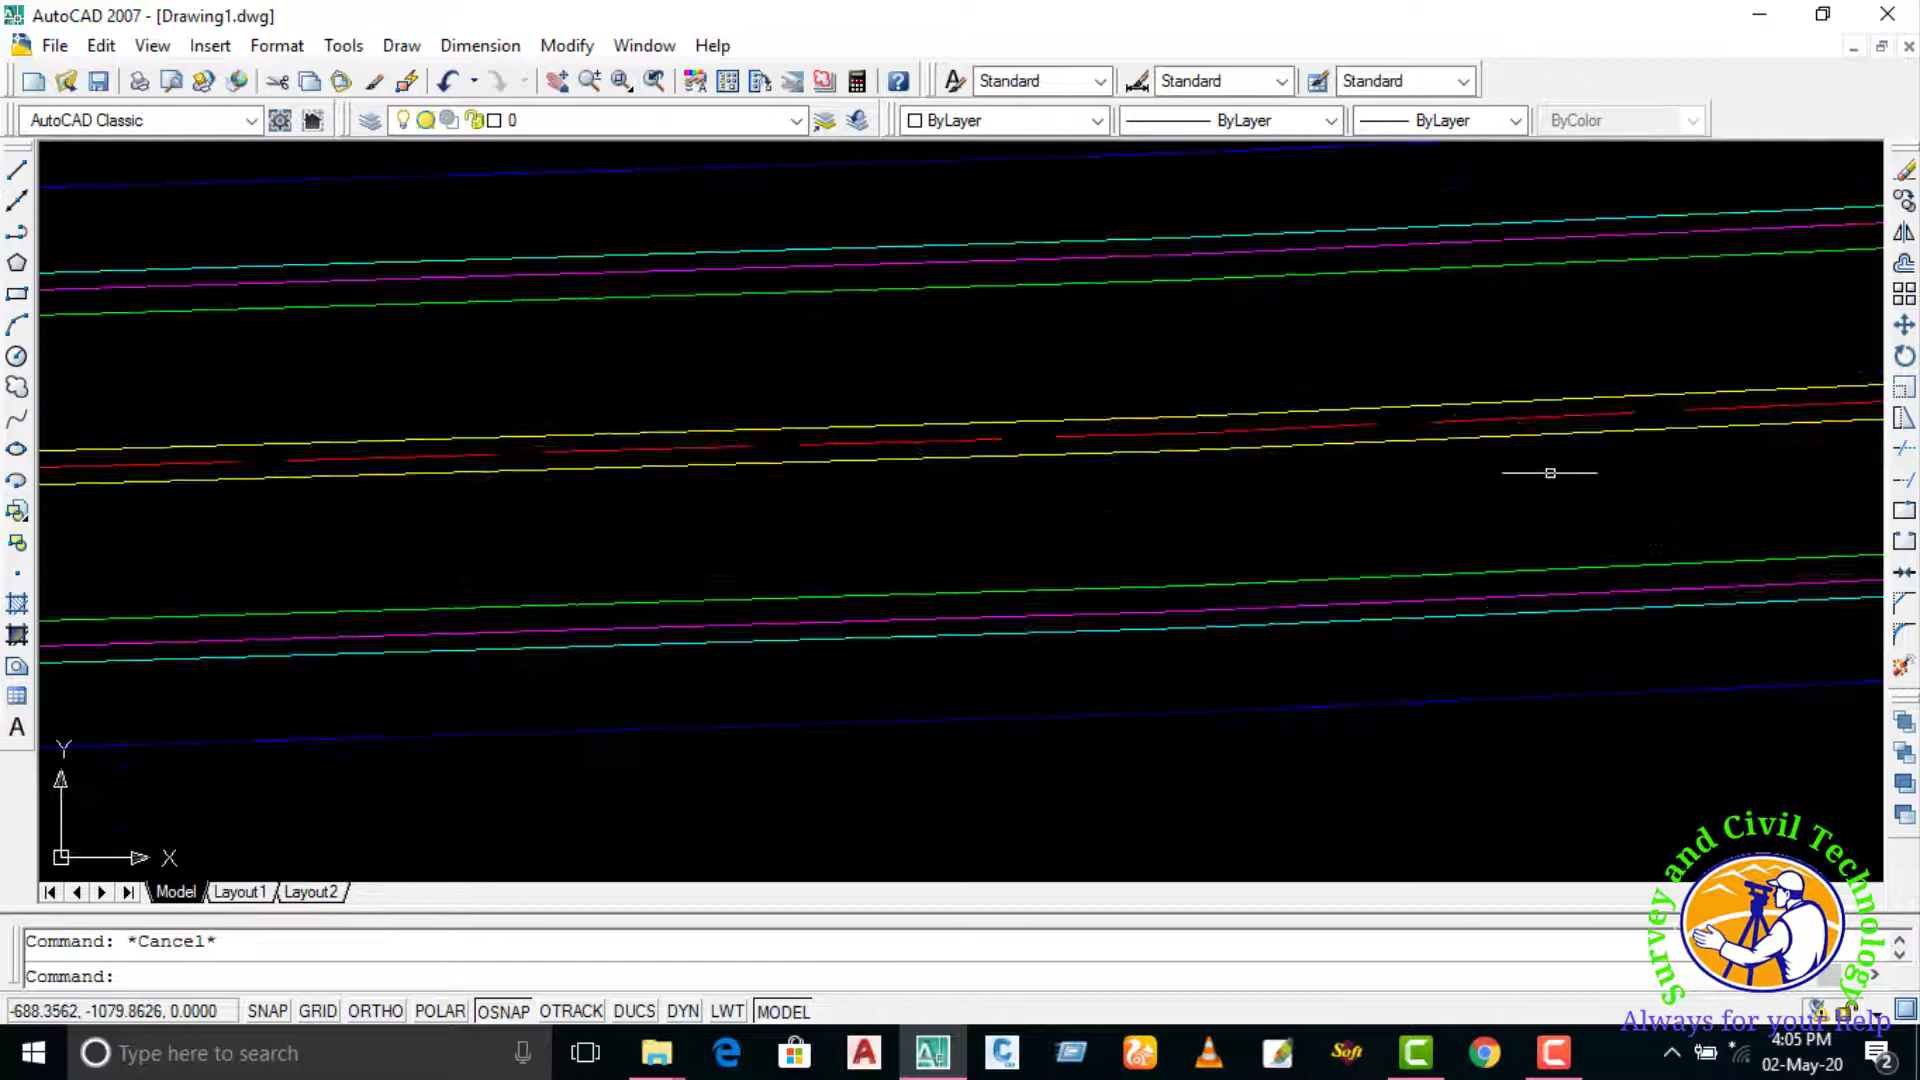 AutoCAD 2007 - [Drawing1.dwg]
File Edit View Insert Format Tools Draw Dimension Modify Window Help
Standard Standard Standard
AutoCAD Classic 0 ByLayer ByLayer ByLayer ByColor
A
Y
X
Model Layout1 Layout2
Command: *Cancel*
Command:
-688.3562, -1079.8626, 0.0000 SNAP GRID ORTHO POLAR OSNAP OTRACK DUCS DYN LWT MODEL
Survey and Civil Technology
Always for your help
Type here to search
Soft
4:05 PM
02-May-20
2